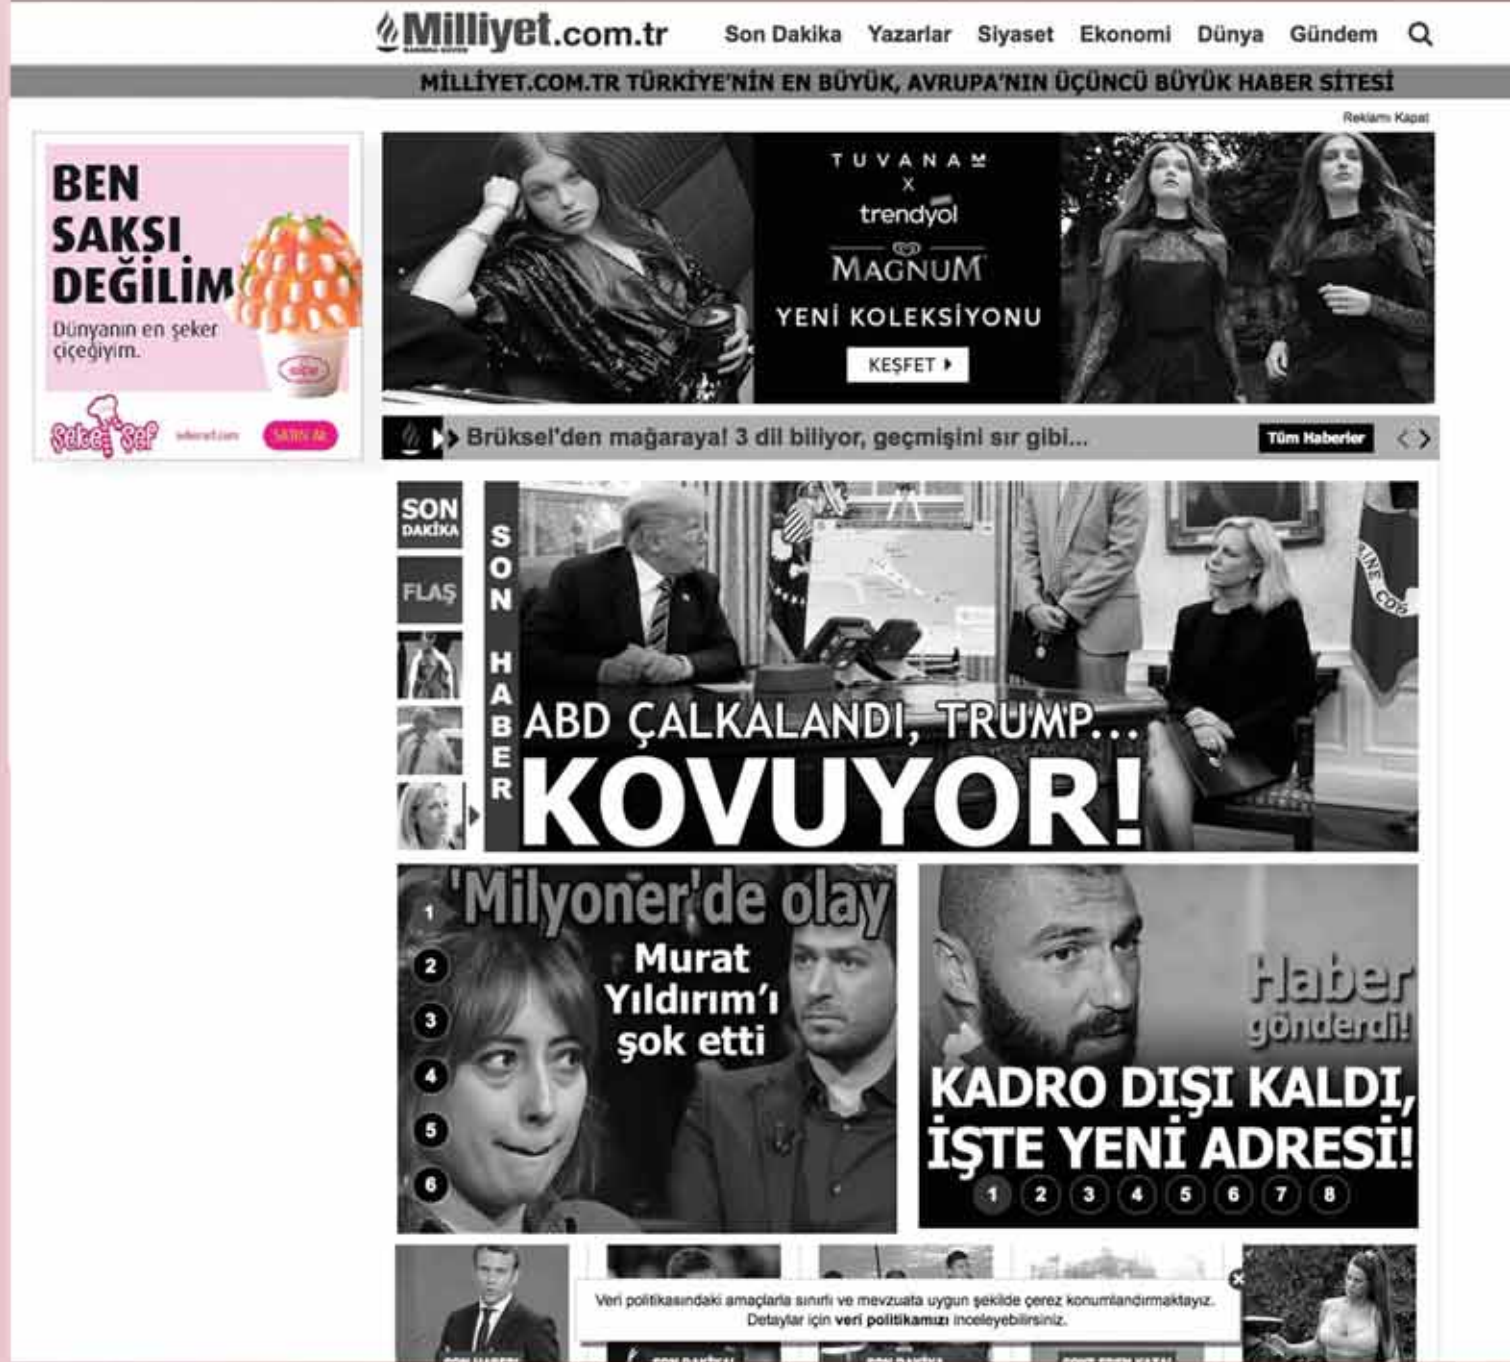 Milliyet.com.tr
Son Dakika Yazarlar Siyaset Ekonomi Dünya Gündem
MİLLİYET.COM.TR TÜRKİYE'NİN EN BÜYÜK, AVRUPA'NIN ÜÇÜNCÜ BÜYÜK HABER SİTESİ
Reklamı Kapat
BEN
SAKSI
DEĞİLİM
Dünyanın en şeker
çiçeğiyim.
Şeker Şef
SATIN AL
TUVANAM
X
trendyol
MAGNUM
YENİ KOLEKSİYONU
KEŞFET
Brüksel'den mağaraya! 3 dil biliyor, geçmişini sır gibi...
Tüm Haberler
SON
DAKİKA
FLAŞ
SON HABER
ABD ÇALKALANDI, TRUMP...
KOVUYOR!
'Milyoner'de olay
Murat
Yıldırım'ı
şok etti
1
2
3
4
5
6
Haber
gönderdi!
KADRO DIŞI KALDI,
İŞTE YENİ ADRESİ!
1 2 3 4 5 6 7 8
Veri politikasındaki amaçlarla sınırlı ve mevzuata uygun şekilde çerez konumlandırmaktayız.
Detaylar için veri politikamızı inceleyebilirsiniz.